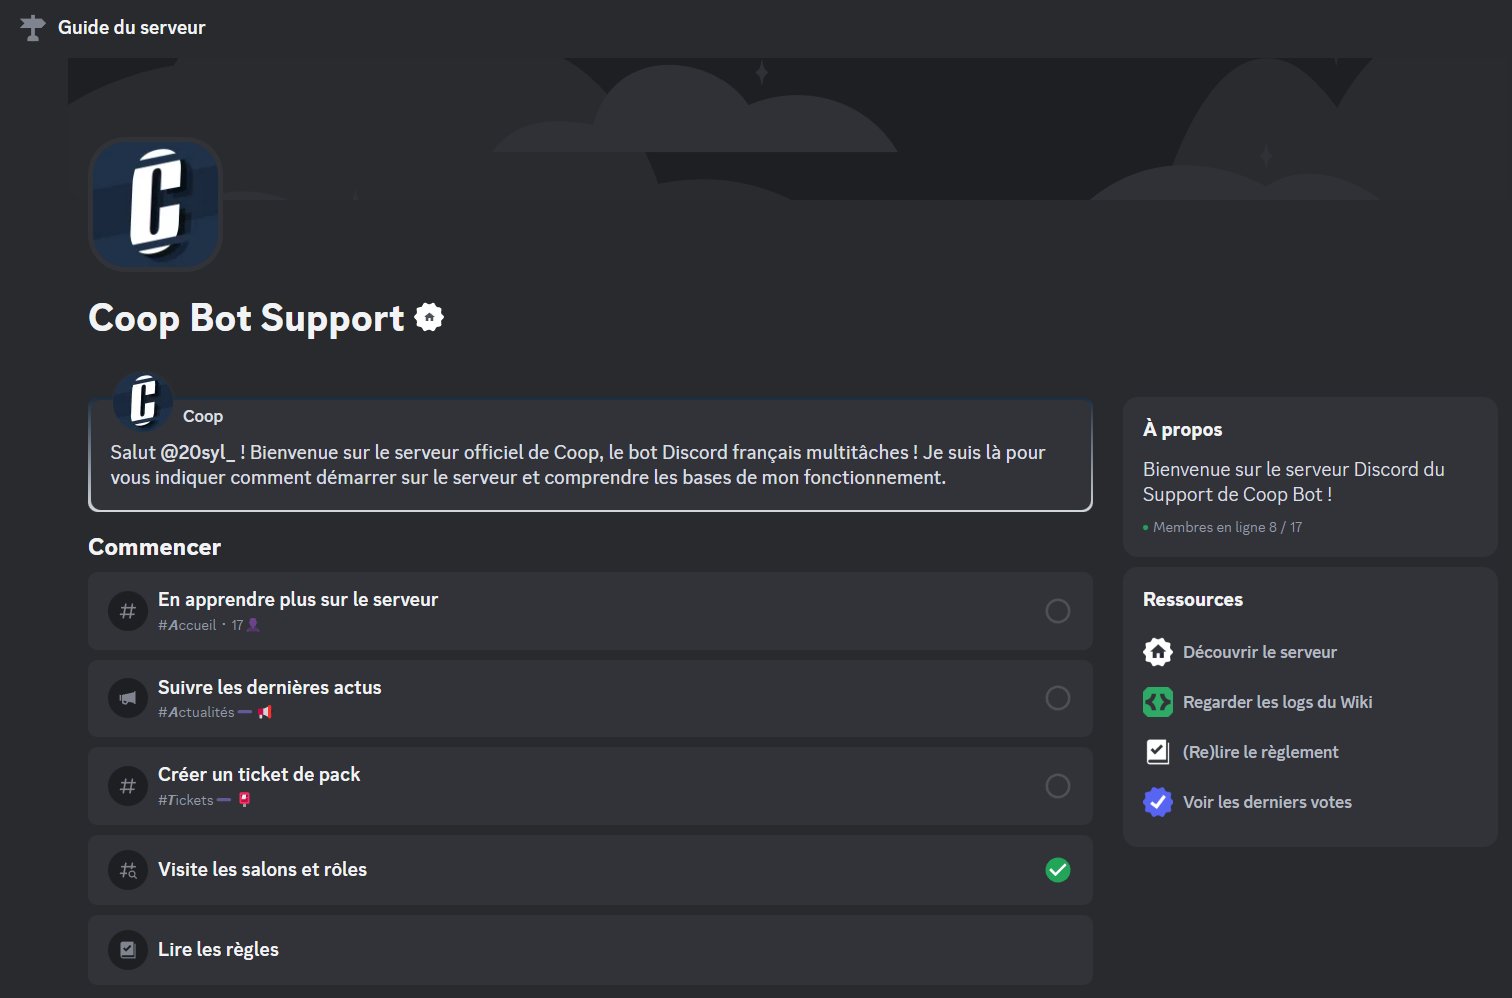 Guide du serveur
C
Coop Bot Support
C
Coop
Salut @20syl_ ! Bienvenue sur le serveur officiel de Coop, le bot Discord français multitâches ! Je suis là pour
vous indiquer comment démarrer sur le serveur et comprendre les bases de mon fonctionnement.
Commencer
En apprendre plus sur le serveur
#Accueil · 17
Suivre les dernières actus
#Actualités
Créer un ticket de pack
#Tickets
Visite les salons et rôles
Lire les règles
À propos
Bienvenue sur le serveur Discord du
Support de Coop Bot !
Membres en ligne 8 / 17
Ressources
Découvrir le serveur
Regarder les logs du Wiki
(Re)lire le règlement
Voir les derniers votes